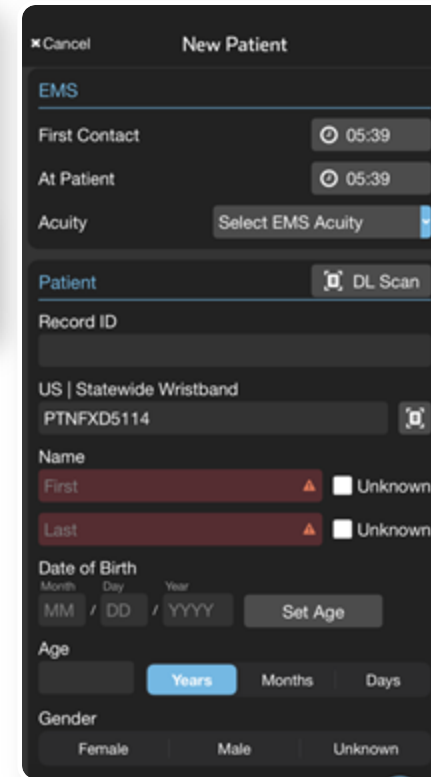 ×Cancel New Patient
EMS
First Contact 05:39
At Patient 05:39
Acuity Select EMS Acuity
Patient DL Scan
Record ID
US | Statewide Wristband
PTNFXD5114
Name
First Unknown
Last Unknown
Date of Birth
Month Day Year
MM / DD / YYYY Set Age
Age
Years Months Days
Gender
Female Male Unknown